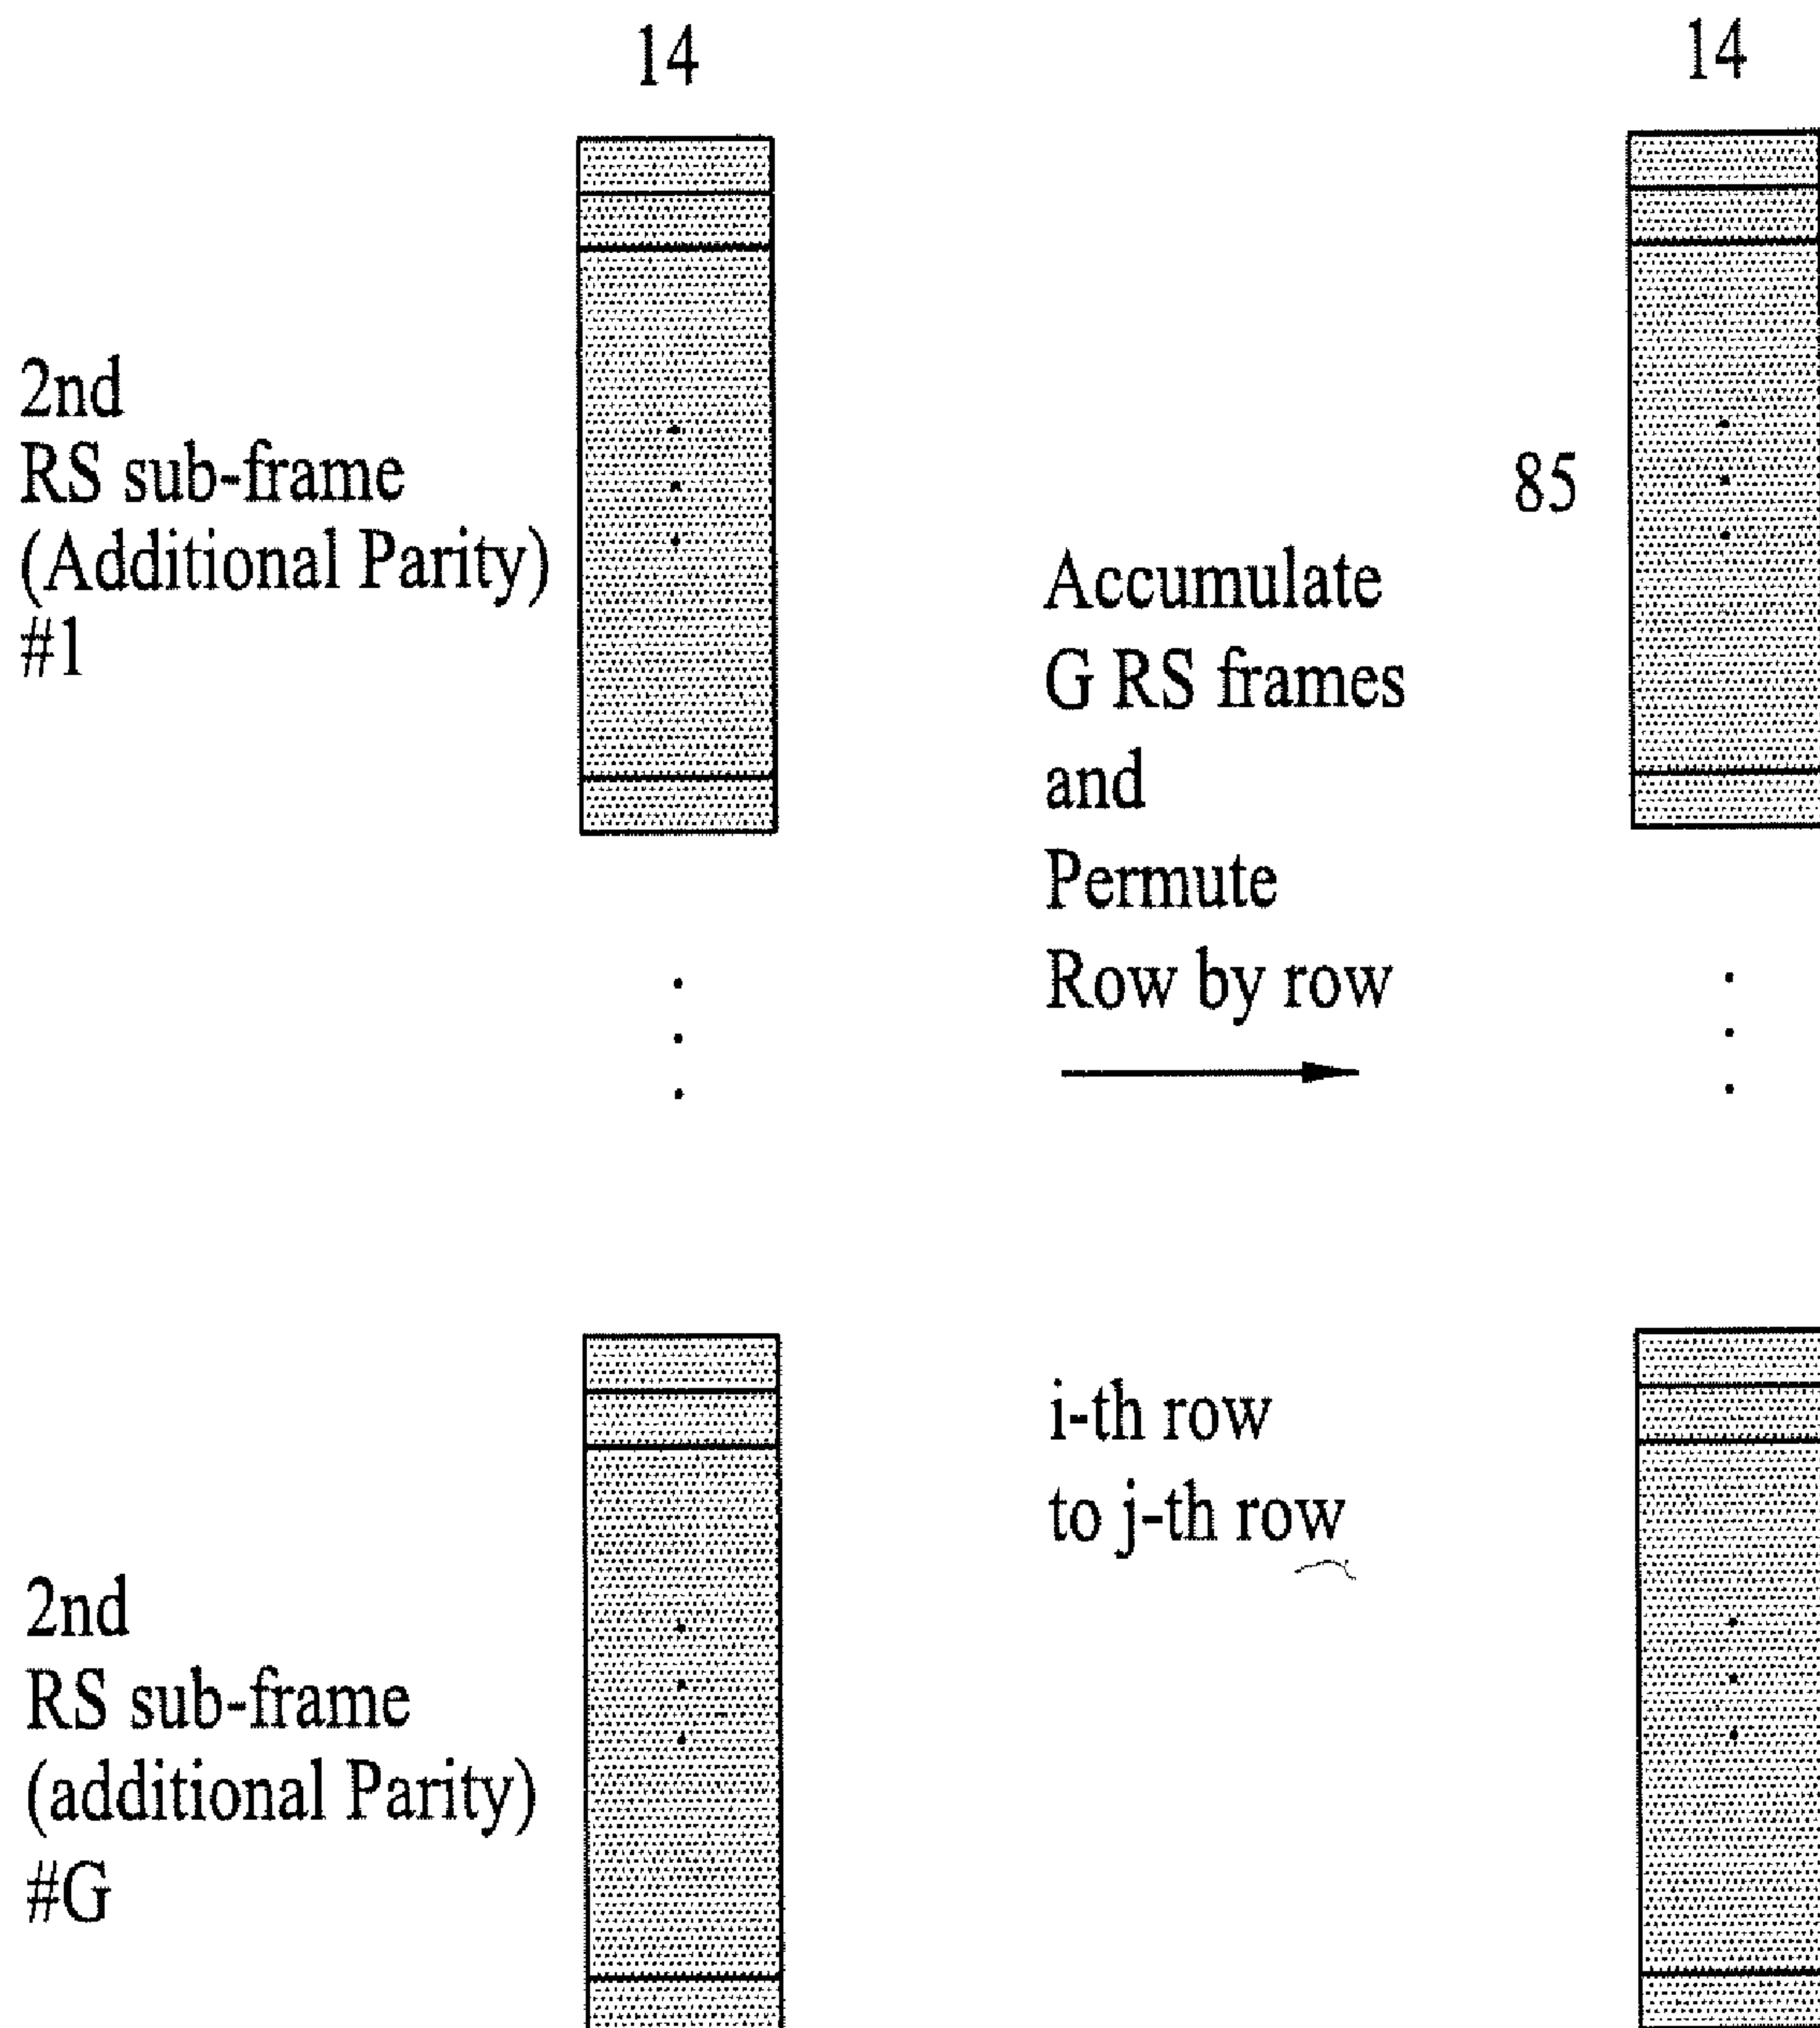 14
14
2nd
RS sub-frame
(Additional Parity)
#1
85
Accumulate
G RS frames
and
Permute
Row by row
i-th row
to j-th row
2nd
RS sub-frame
(additional Parity)
#G